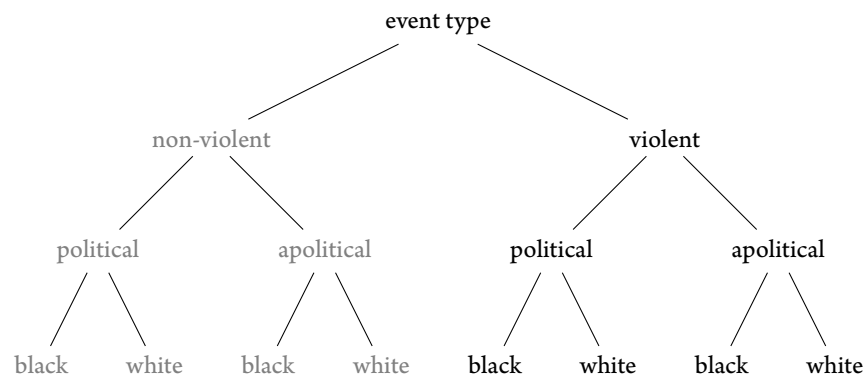 event type
non-violent violent
political apolitical political apolitical
black white black white black white black white